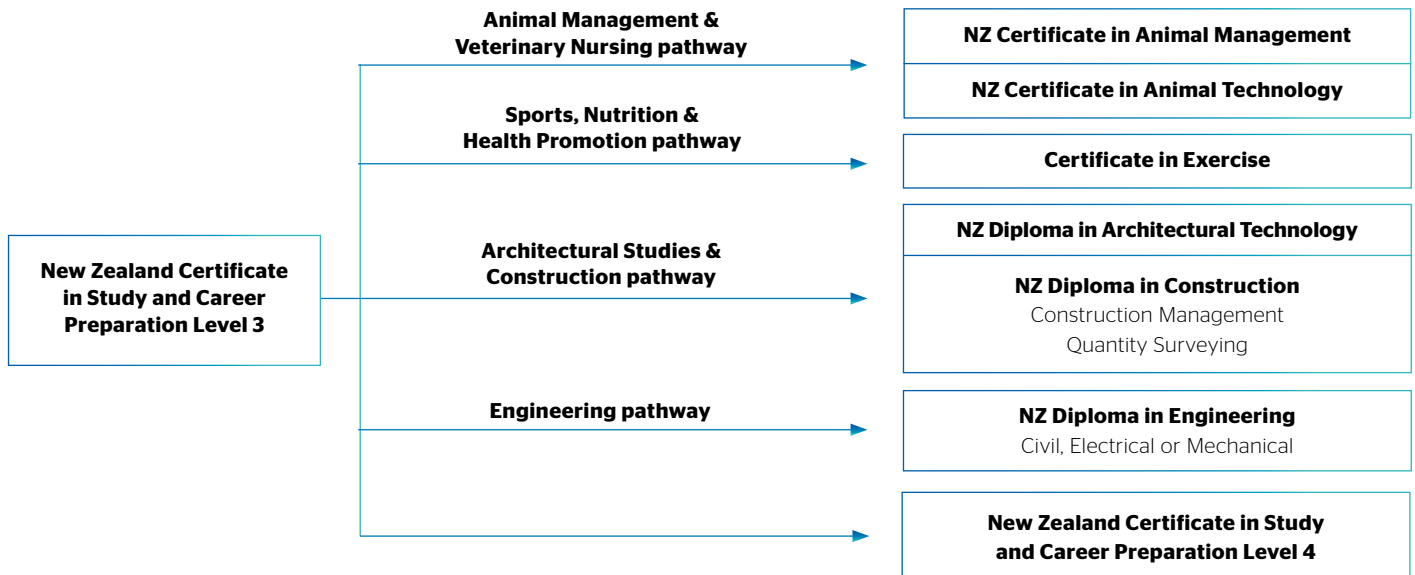 Animal Management &
Veterinary Nursing pathway
NZ Certificate in Animal Management
NZ Certificate in Animal Technology
Sports, Nutrition &
Health Promotion pathway
Certificate in Exercise
New Zealand Certificate
in Study and Career
Preparation Level 3
Architectural Studies &
Construction pathway
NZ Diploma in Architectural Technology
NZ Diploma in Construction
Construction Management
Quantity Surveying
Engineering pathway
NZ Diploma in Engineering
Civil, Electrical or Mechanical
New Zealand Certificate in Study
and Career Preparation Level 4